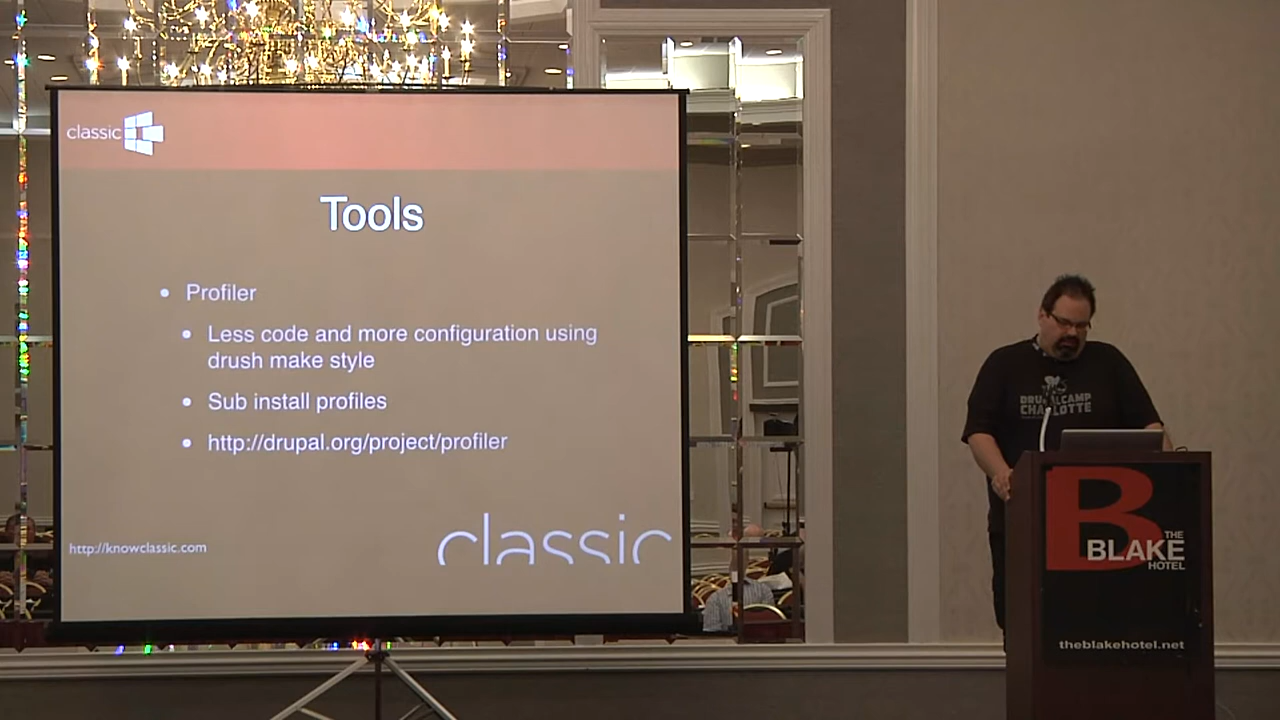 classic
Tools
• Profiler
• Less code and more configuration using
drush make style
• Sub install profiles
• http://drupal.org/project/profiler
http://knowclassic.com
classic
DRUPALCAMP
CHARLOTTE
B
THE
BLAKE
HOTEL
theblakehotel.net